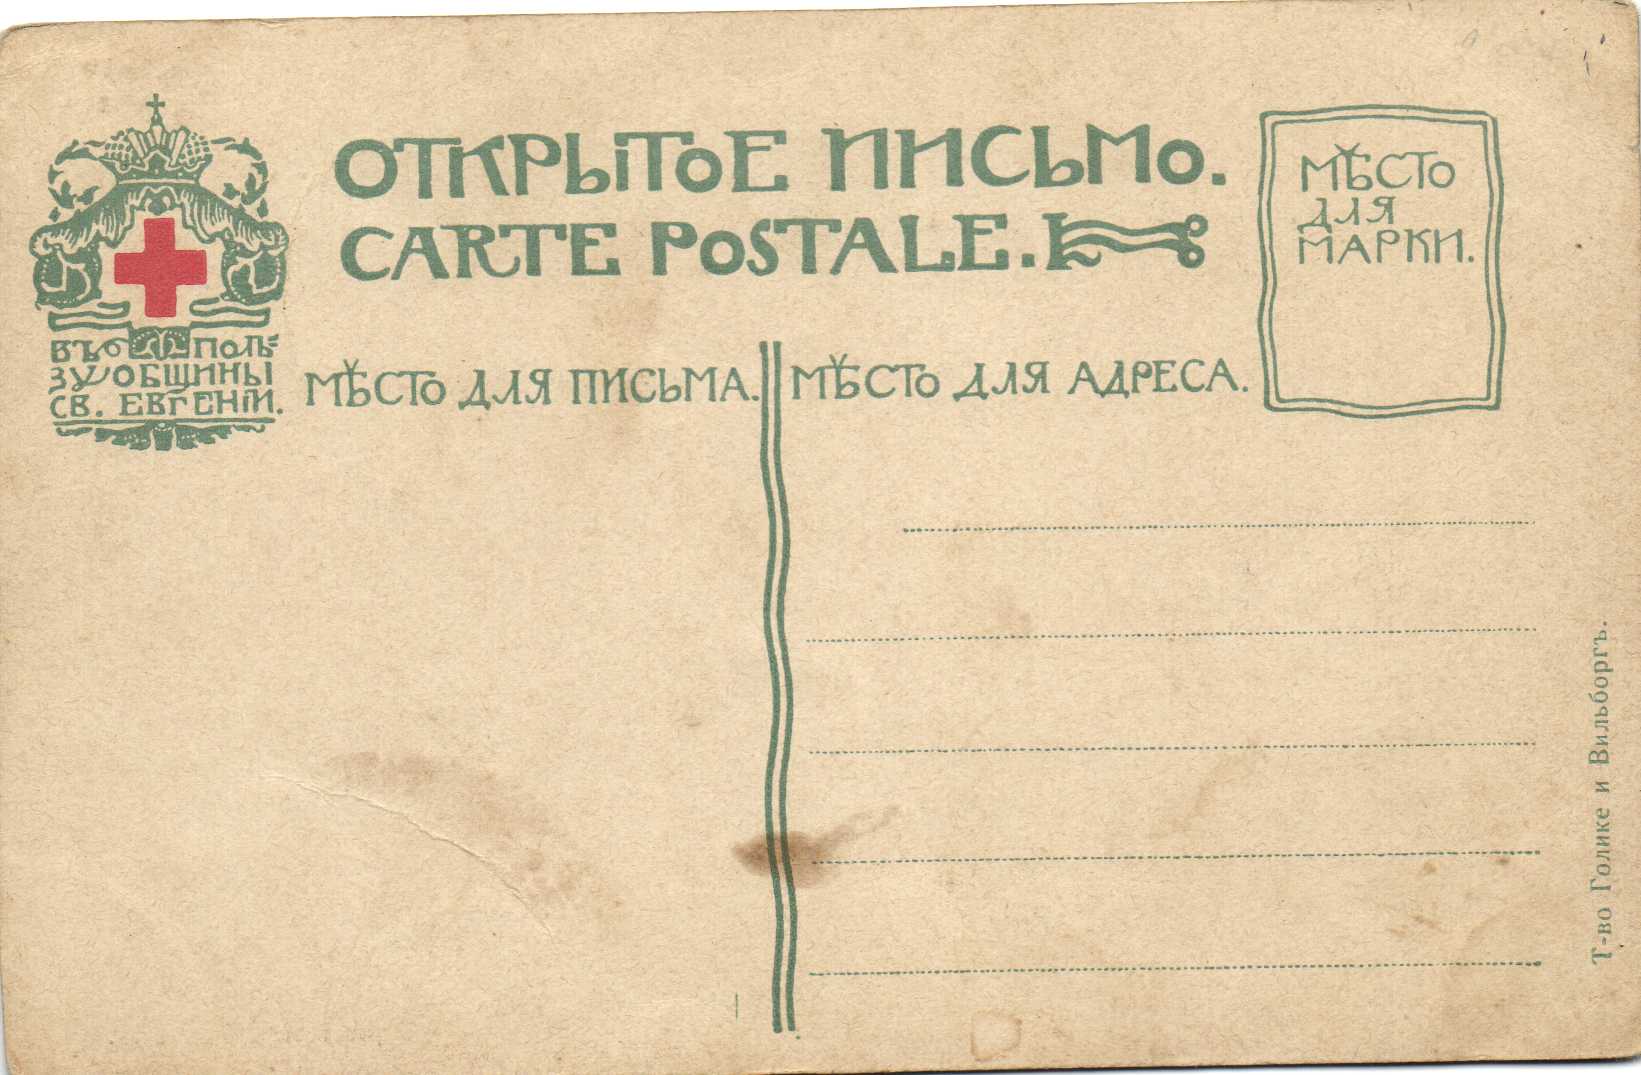 ОТКРЫТОЕ ПИСЬМО.
CARTE POSTALE.
МѢСТО
ДЛЯ
МАРКИ.
ВЪ ПОЛЬ-
ЗУ ОБЩИНЫ
СВ. ЕВГЕНІИ.
МѢСТО ДЛЯ ПИСЬМА.
МѢСТО ДЛЯ АДРЕСА.
Т-во Голике и Вильборгъ.